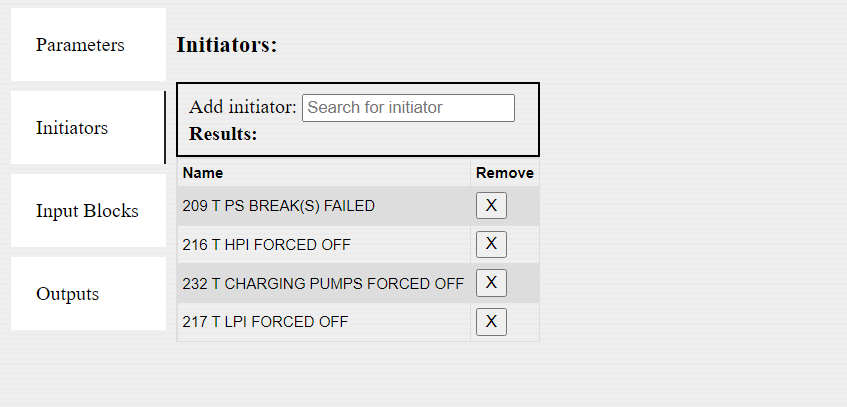 Parameters
Initiators
Input Blocks
Outputs
Initiators:
Add initiator: Search for initiator
Results:
Name Remove
209 T PS BREAK(S) FAILED X
216 T HPI FORCED OFF X
232 T CHARGING PUMPS FORCED OFF X
217 T LPI FORCED OFF X